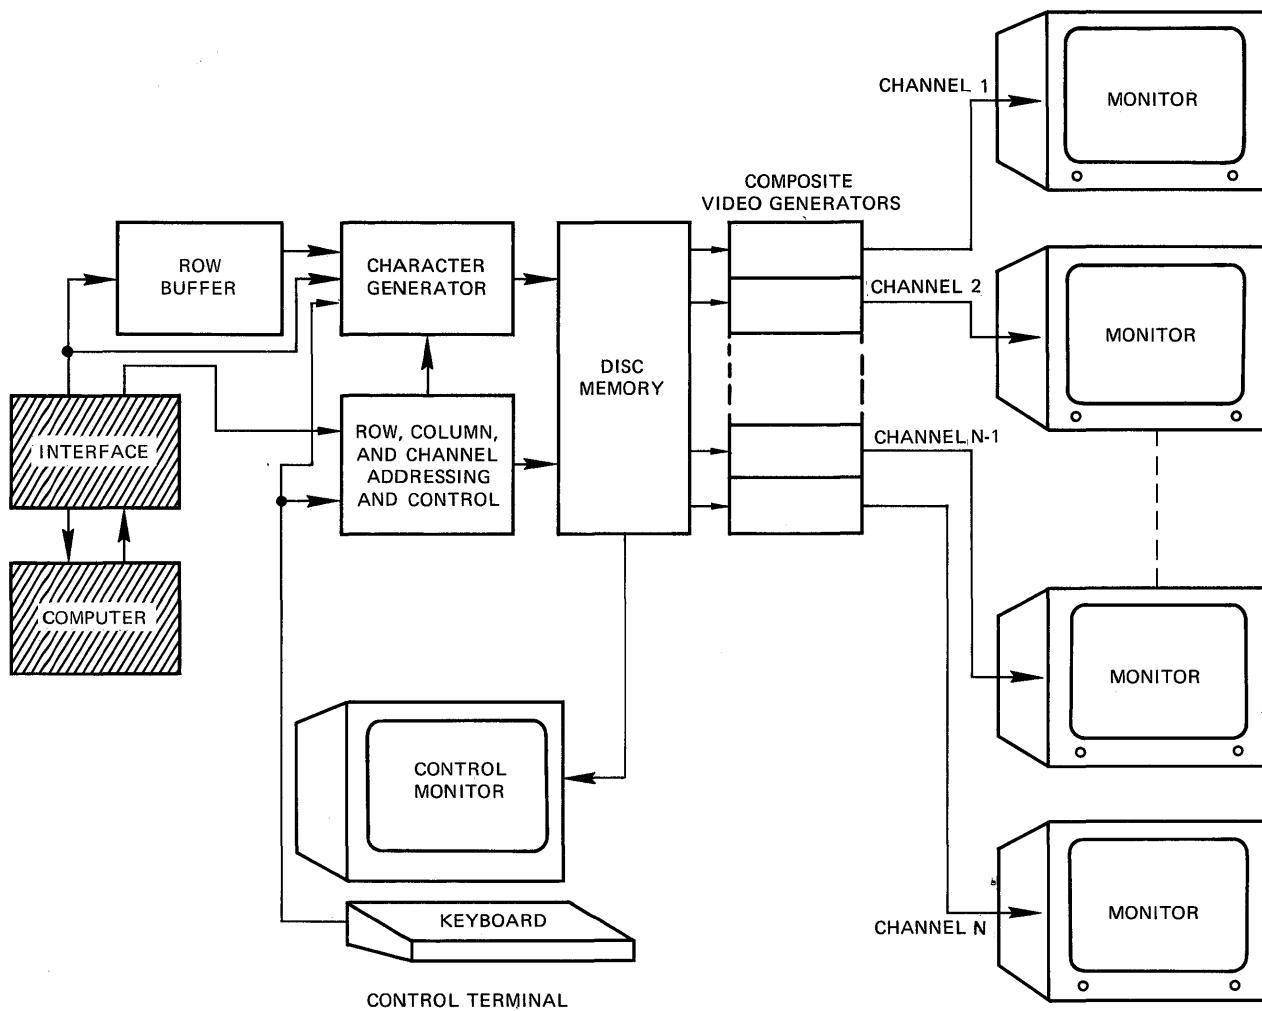 CHANNEL 1
MONITOR
COMPOSITE
VIDEO GENERATORS
ROW
BUFFER
CHARACTER
GENERATOR
CHANNEL 2
MONITOR
DISC
MEMORY
INTERFACE
ROW, COLUMN,
AND CHANNEL
ADDRESSING
AND CONTROL
CHANNEL N-1
COMPUTER
MONITOR
CONTROL
MONITOR
KEYBOARD
CHANNEL N
MONITOR
CONTROL TERMINAL